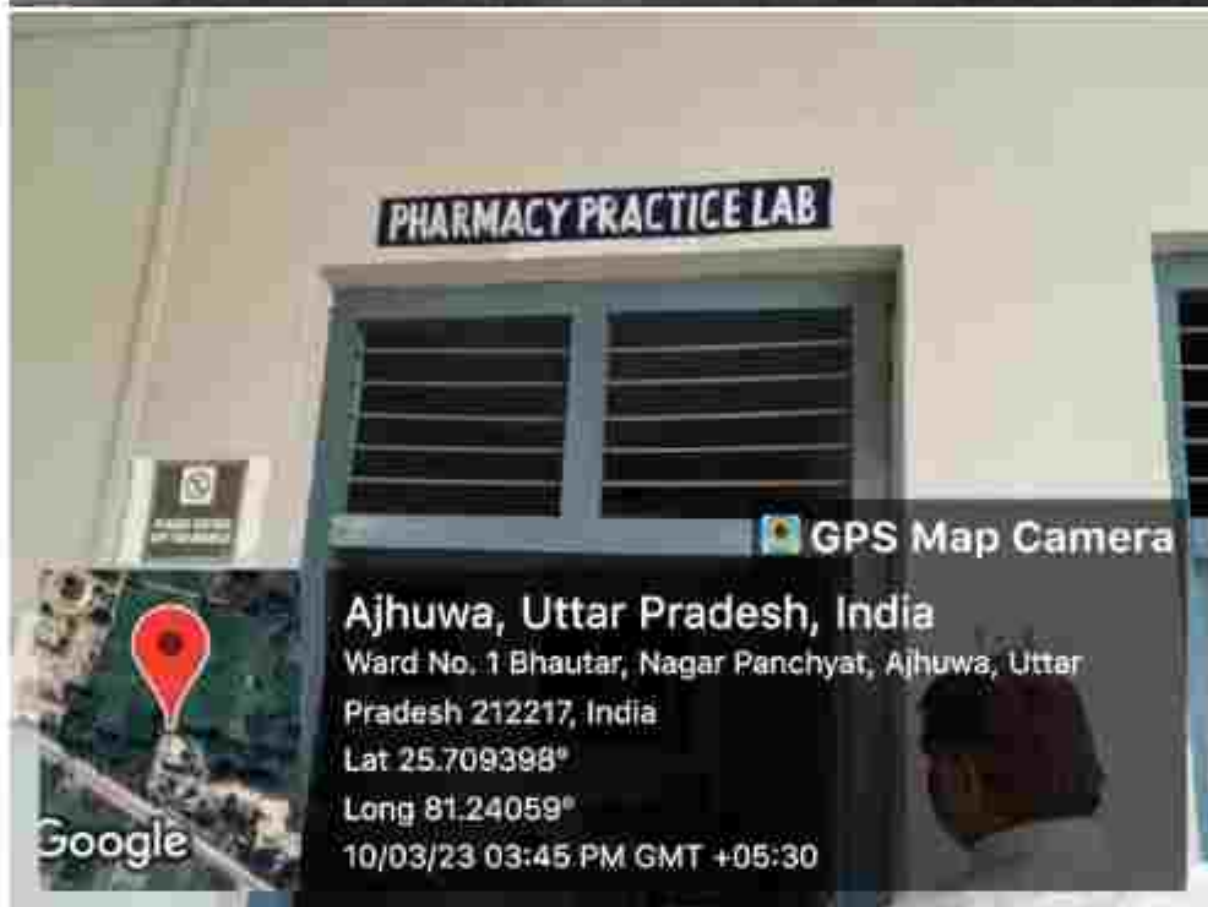 PHARMACY PRACTICE LAB
GPS Map Camera
Ajhuwa, Uttar Pradesh, India
Ward No. 1 Bhautar, Nagar Panchyat, Ajhuwa, Uttar
Pradesh 212217, India
Lat 25.709398°
Long 81.24059°
10/03/23 03:45 PM GMT +05:30
Google